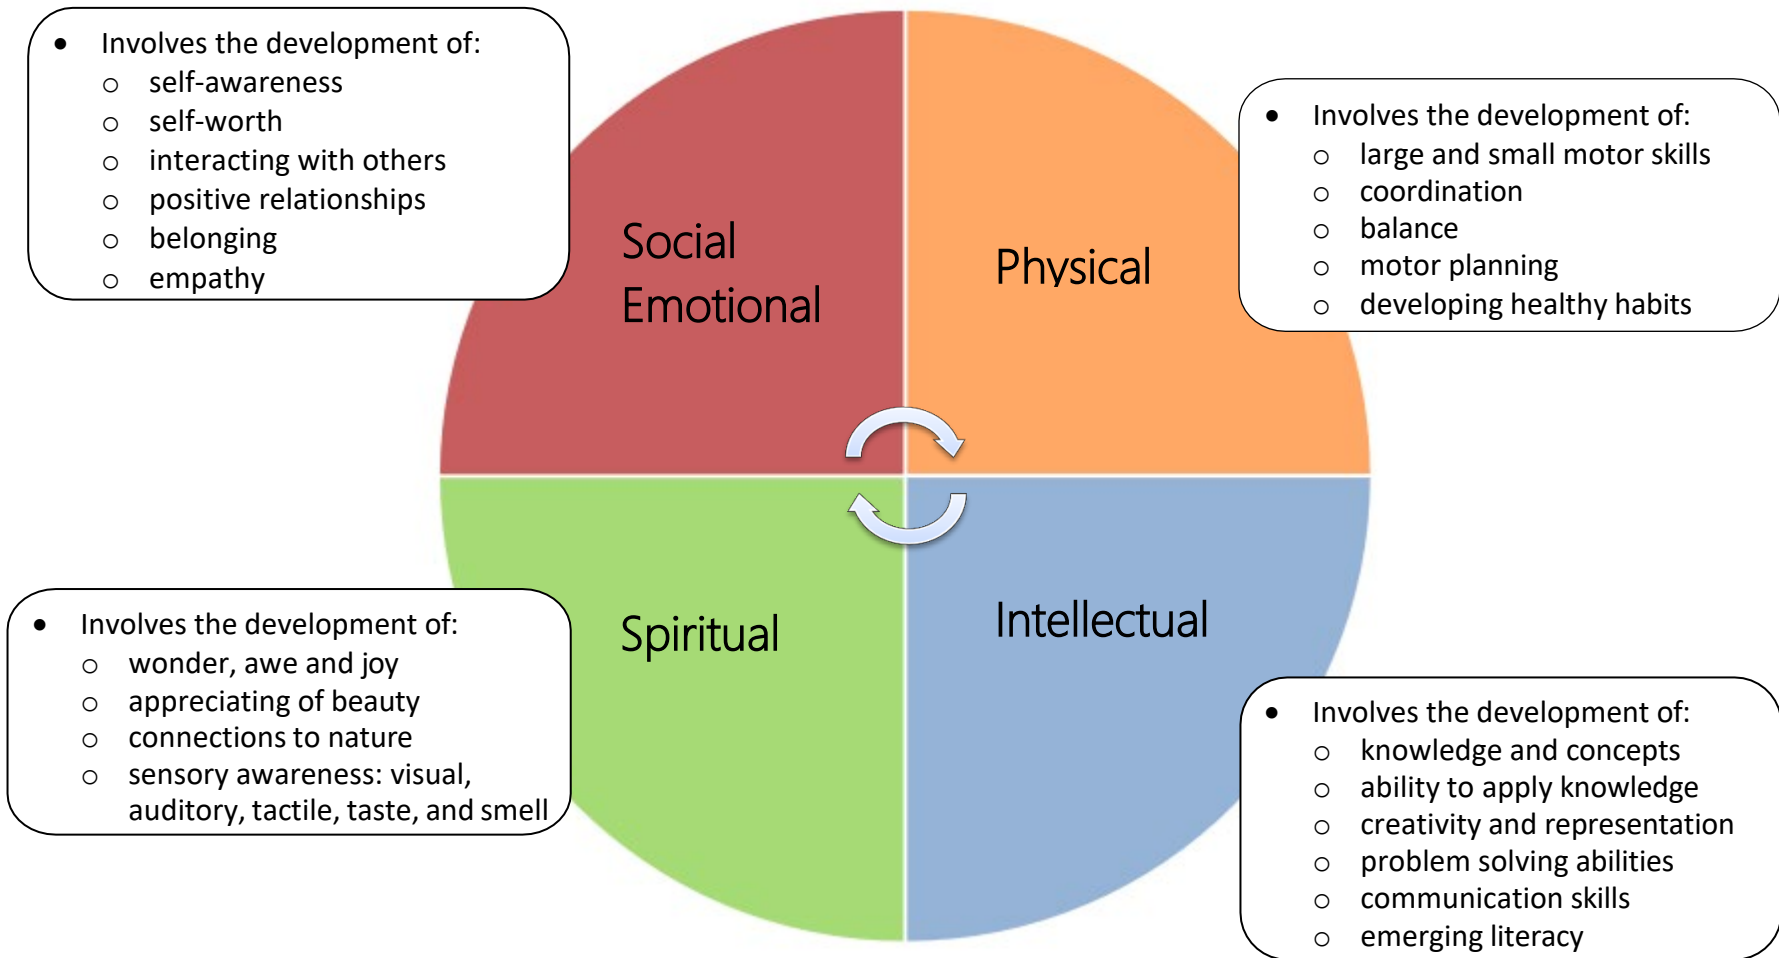 • Involves the development of:
o self-awareness
o self-worth
o interacting with others
o positive relationships
o belonging
o empathy
Social
Emotional
Physical
• Involves the development of:
o large and small motor skills
o coordination
o balance
o motor planning
o developing healthy habits
• Involves the development of:
o wonder, awe and joy
o appreciating of beauty
o connections to nature
o sensory awareness: visual,
auditory, tactile, taste, and smell
Spiritual
Intellectual
• Involves the development of:
o knowledge and concepts
o ability to apply knowledge
o creativity and representation
o problem solving abilities
o communication skills
o emerging literacy